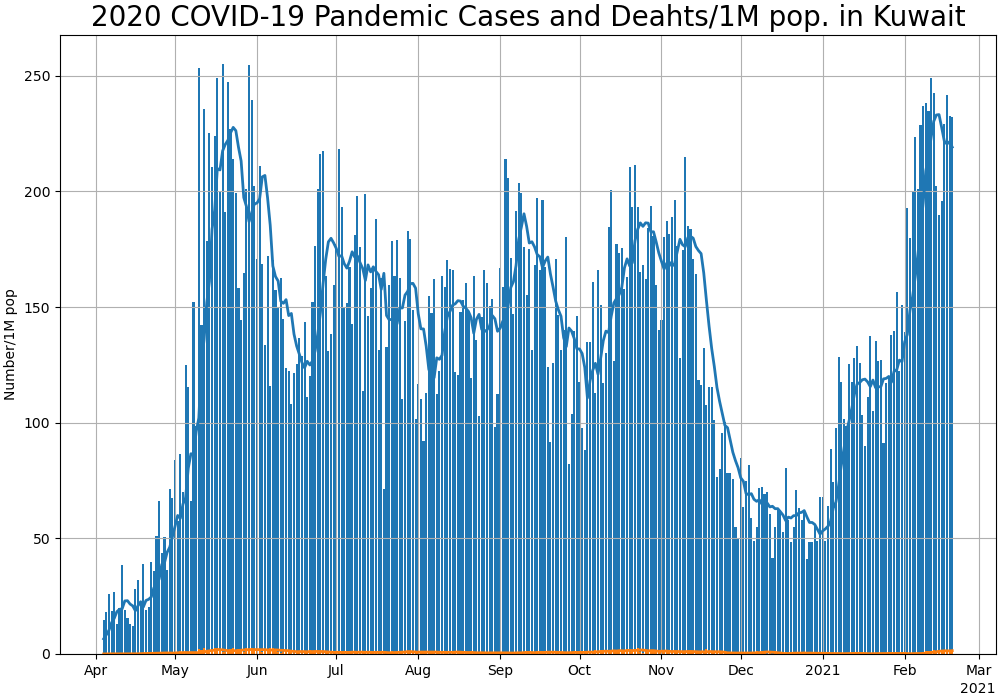 2020 COVID-19 Pandemic Cases and Deahts/1M pop. in Kuwait
Number/1M pop
250
200
150
100
50
0
Apr May Jun Jul Aug Sep Oct Nov Dec 2021 Feb Mar
2021